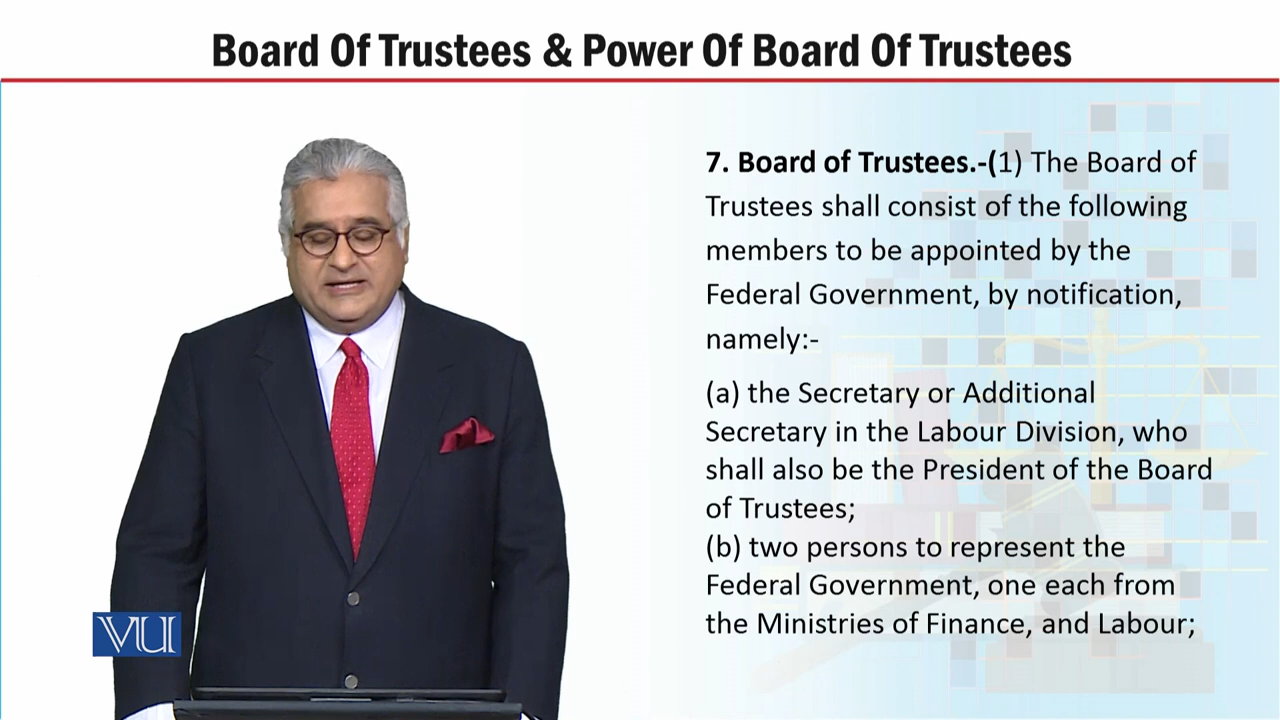 Board Of Trustees & Power Of Board Of Trustees
7. Board of Trustees.-(1) The Board of
Trustees shall consist of the following
members to be appointed by the
Federal Government, by notification,
namely:-
(a) the Secretary or Additional
Secretary in the Labour Division, who
shall also be the President of the Board
of Trustees;
(b) two persons to represent the
Federal Government, one each from
the Ministries of Finance, and Labour;
VU